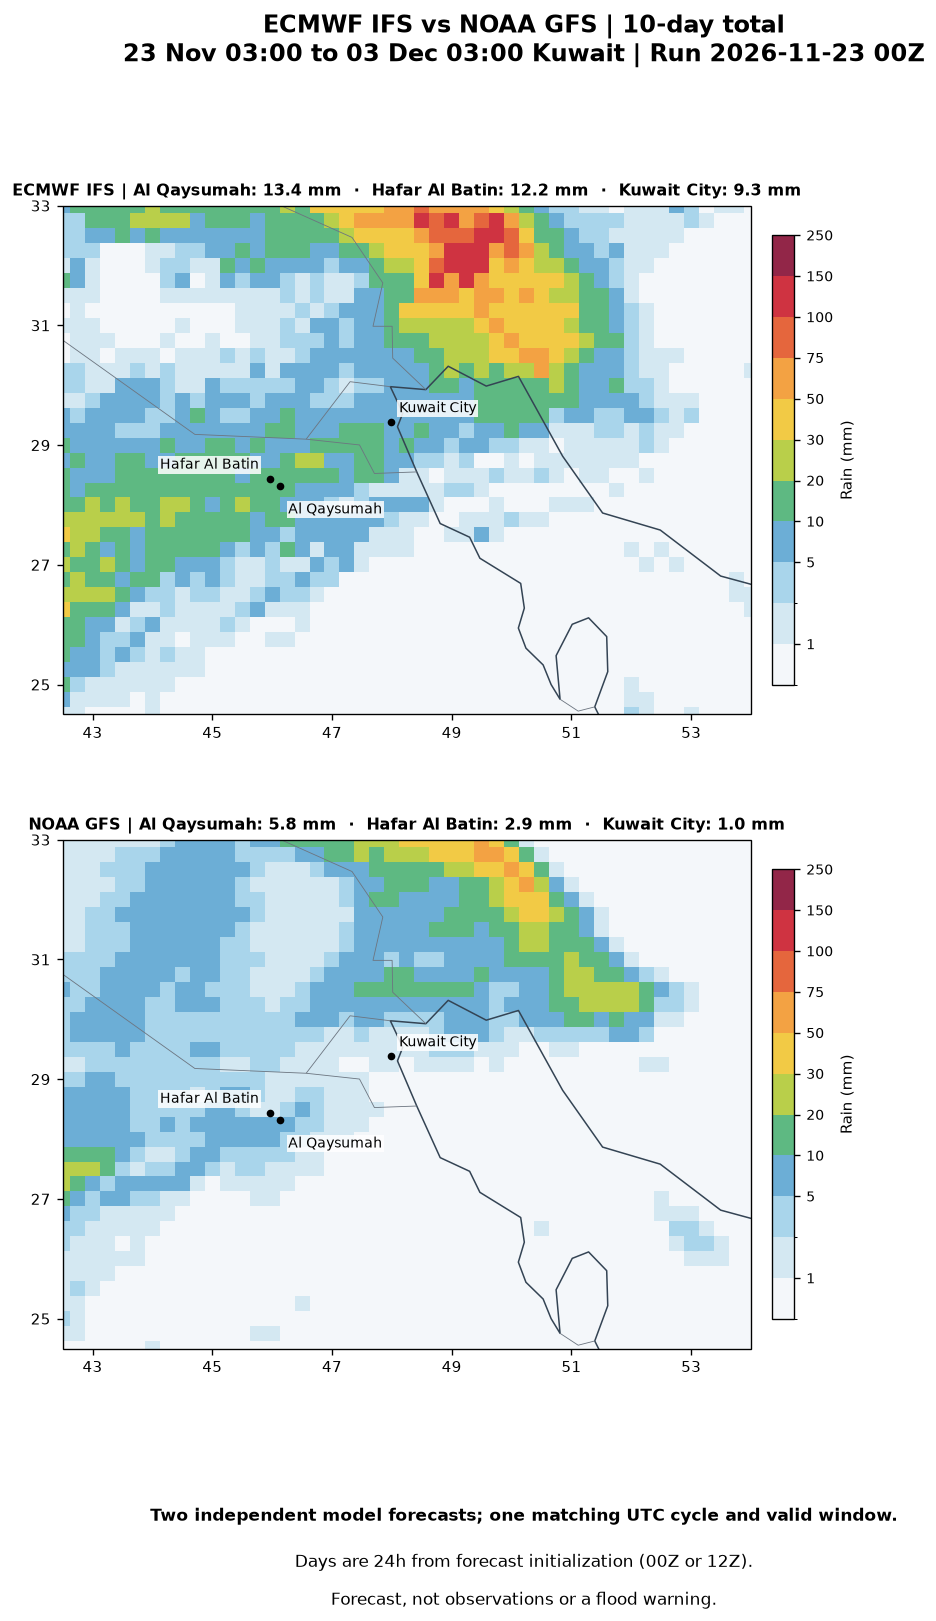 ECMWF IFS vs NOAA GFS | 10-day total
23 Nov 03:00 to 03 Dec 03:00 Kuwait | Run 2026-11-23 00Z
ECMWF IFS | Al Qaysumah: 13.4 mm · Hafar Al Batin: 12.2 mm · Kuwait City: 9.3 mm
33
31
29
27
25
43
45
47
49
51
53
Kuwait City
Hafar Al Batin
Al Qaysumah
250
150
100
75
50
30
20
10
5
1
Rain (mm)
NOAA GFS | Al Qaysumah: 5.8 mm · Hafar Al Batin: 2.9 mm · Kuwait City: 1.0 mm
33
31
29
27
25
43
45
47
49
51
53
Kuwait City
Hafar Al Batin
Al Qaysumah
250
150
100
75
50
30
20
10
5
1
Rain (mm)
Two independent model forecasts; one matching UTC cycle and valid window.
Days are 24h from forecast initialization (00Z or 12Z).
Forecast, not observations or a flood warning.